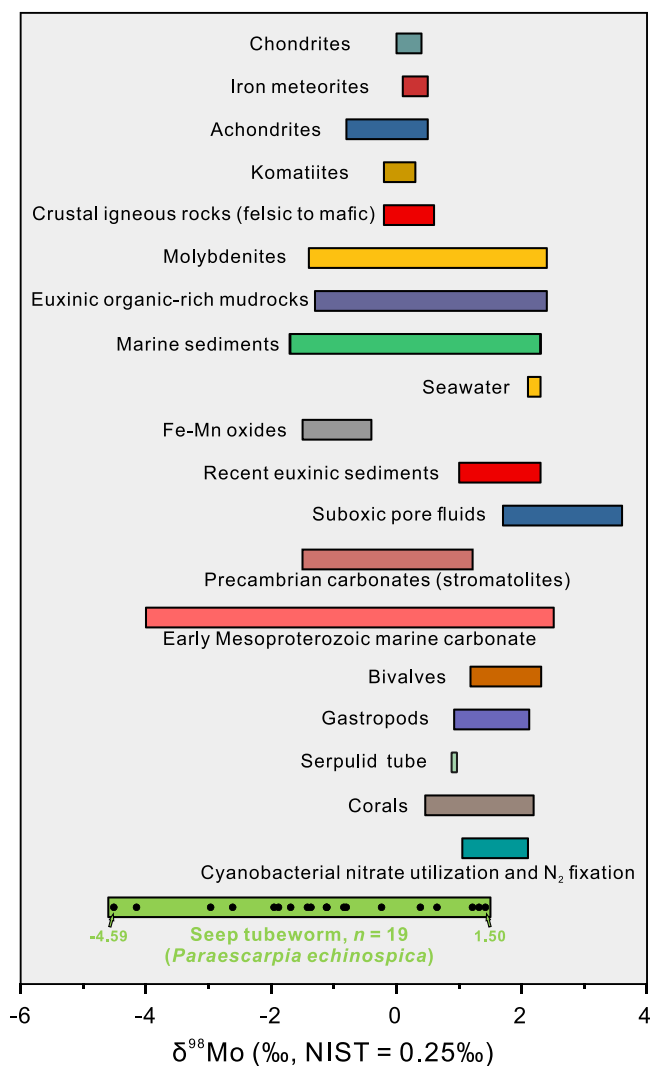 Chondrites
Iron meteorites
Achondrites
Komatiites
Crustal igneous rocks (felsic to mafic)
Molybdenites
Euxinic organic-rich mudrocks
Marine sediments
Seawater
Fe-Mn oxides
Recent euxinic sediments
Suboxic pore fluids
Precambrian carbonates (stromatolites)
Early Mesoproterozoic marine carbonate
Bivalves
Gastropods
Serpulid tube
Corals
Cyanobacterial nitrate utilization and N₂ fixation
-4.59 Seep tubeworm, n = 19 1.50
(Paraescarpia echinospica)
-6 -4 -2 0 2 4
δ⁹⁸Mo (‰, NIST = 0.25‰)